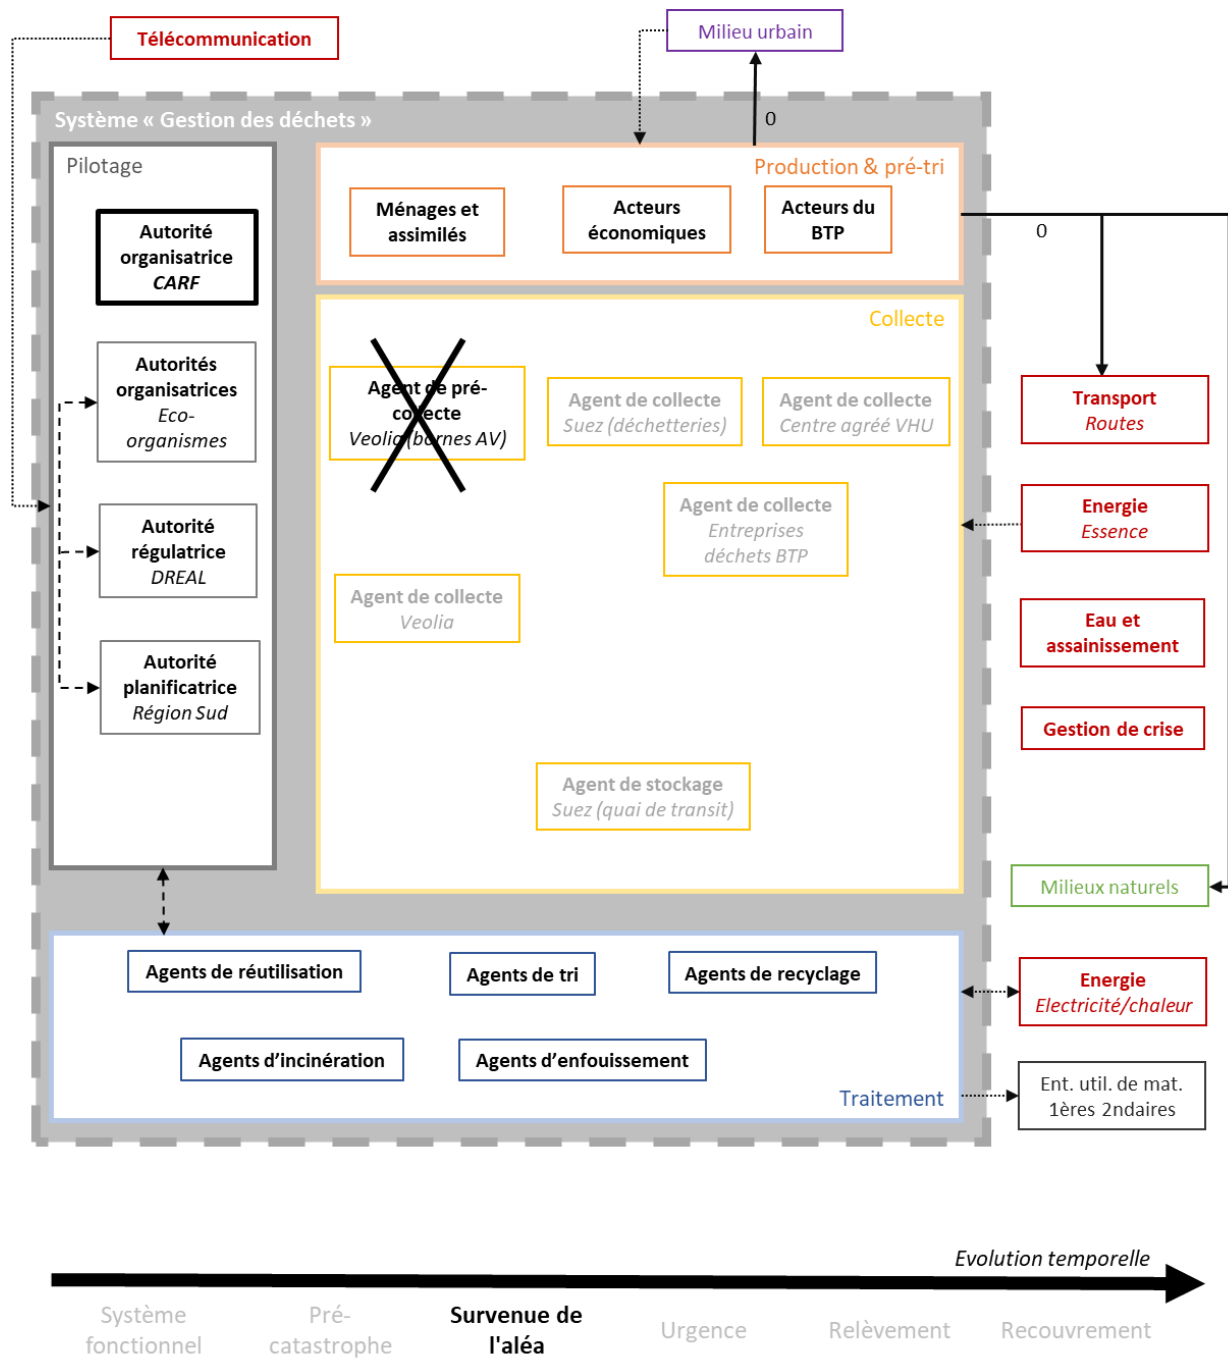 Télécommunication
Milieu urbain
0
Système « Gestion des déchets »
Pilotage
Autorité
organisatrice
CARF
Autorités
organisatrices
Eco-
organismes
Autorité
régulatrice
DREAL
Autorité
planificatrice
Région Sud
Production & pré-tri
Ménages et
assimilés
Acteurs
économiques
Acteurs du
BTP
0
Collecte
Agent de pré-
collecte
Veolia (bornes AV)
Agent de collecte
Suez (déchetteries)
Agent de collecte
Centre agréé VHU
Agent de collecte
Entreprises
déchets BTP
Agent de collecte
Veolia
Agent de stockage
Suez (quai de transit)
Transport
Routes
Energie
Essence
Eau et
assainissement
Gestion de crise
Milieux naturels
Agents de réutilisation
Agents de tri
Agents de recyclage
Agents d’incinération
Agents d’enfouissement
Traitement
Energie
Electricité/chaleur
Ent. util. de mat.
1ères 2ndaires
Evolution temporelle
Système
fonctionnel
Pré-
catastrophe
Survenue de
l'aléa
Urgence
Relèvement
Recouvrement